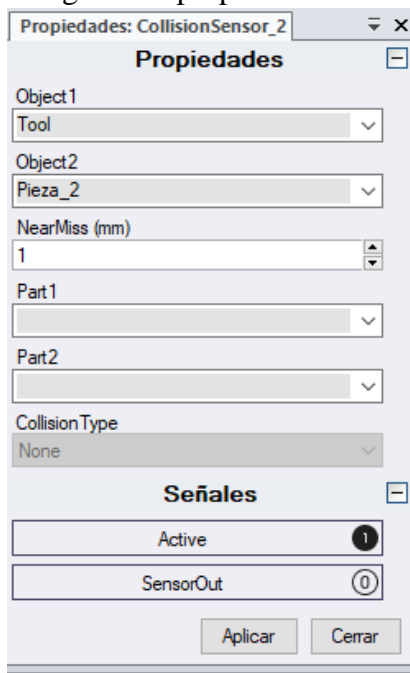 Propiedades: CollisionSensor_2
Propiedades
Object1
Tool
Object2
Pieza_2
NearMiss (mm)
1
Part1
Part2
CollisionType
None
Señales
Active 1
SensorOut 0
Aplicar Cerrar